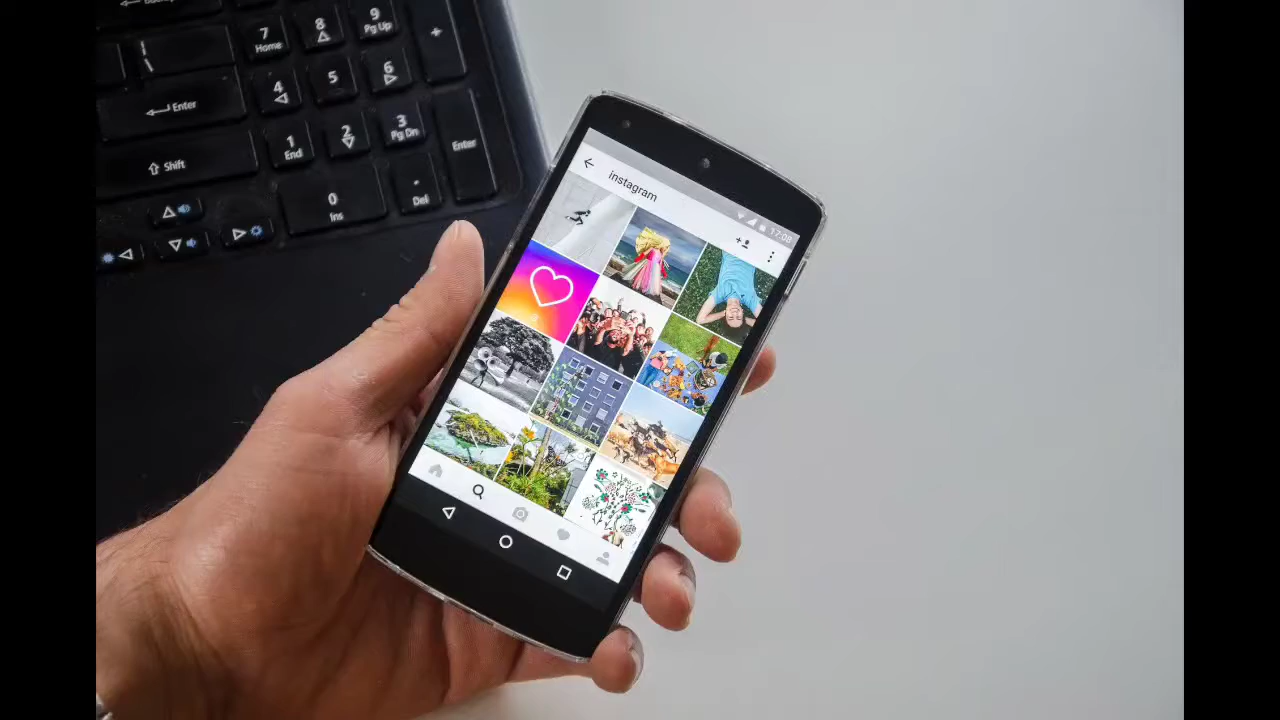 7
Home
8
9
Pg Up
+
4
5
6
Enter
1
End
2
3
Pg Dn
Enter
Shift
0
Ins
.
Del
instagram
17:08